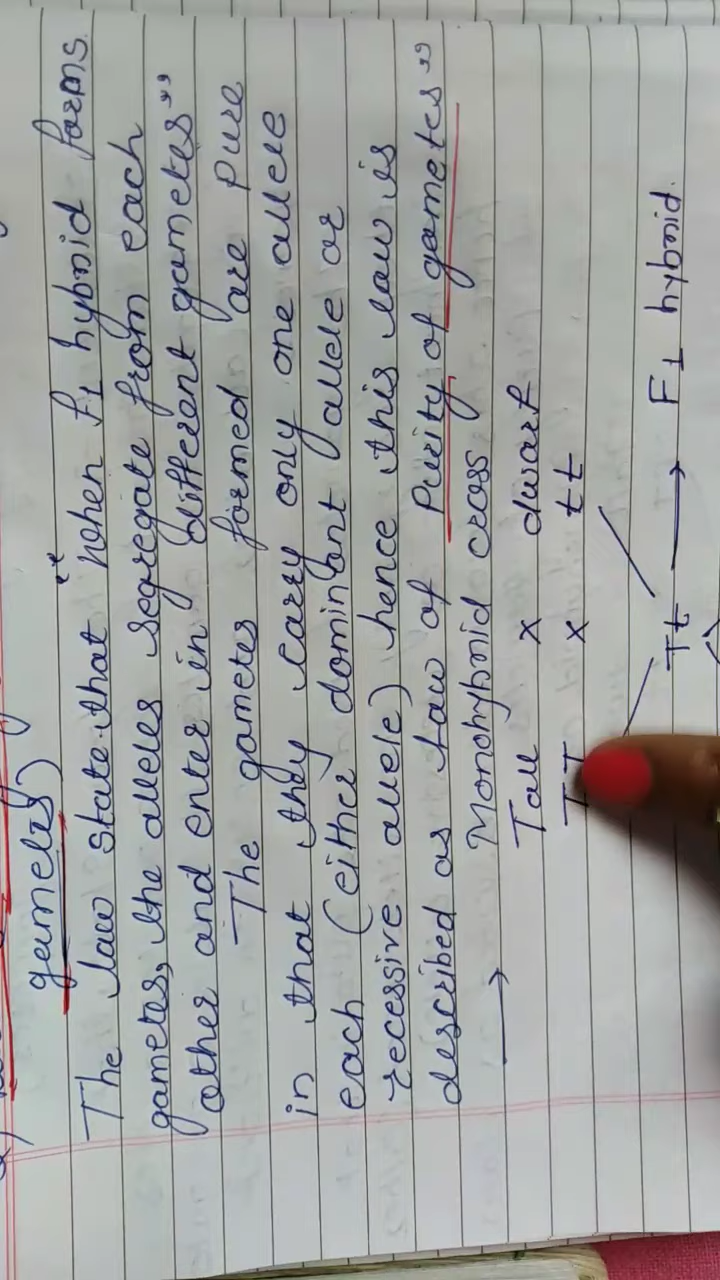 gametes)
The law state that "when F1 hybrid forms
gametes, the alleles segregate from each
other and enter in different gametes"
The gametes formed are pure
in that they carry only one allele
each (either dominant allele or
recessive allele) hence this law is
described as law of Purity of gametes"
→ Monohybrid cross
Tall x dwarf
TT x tt
Tt → F1 hybrid.